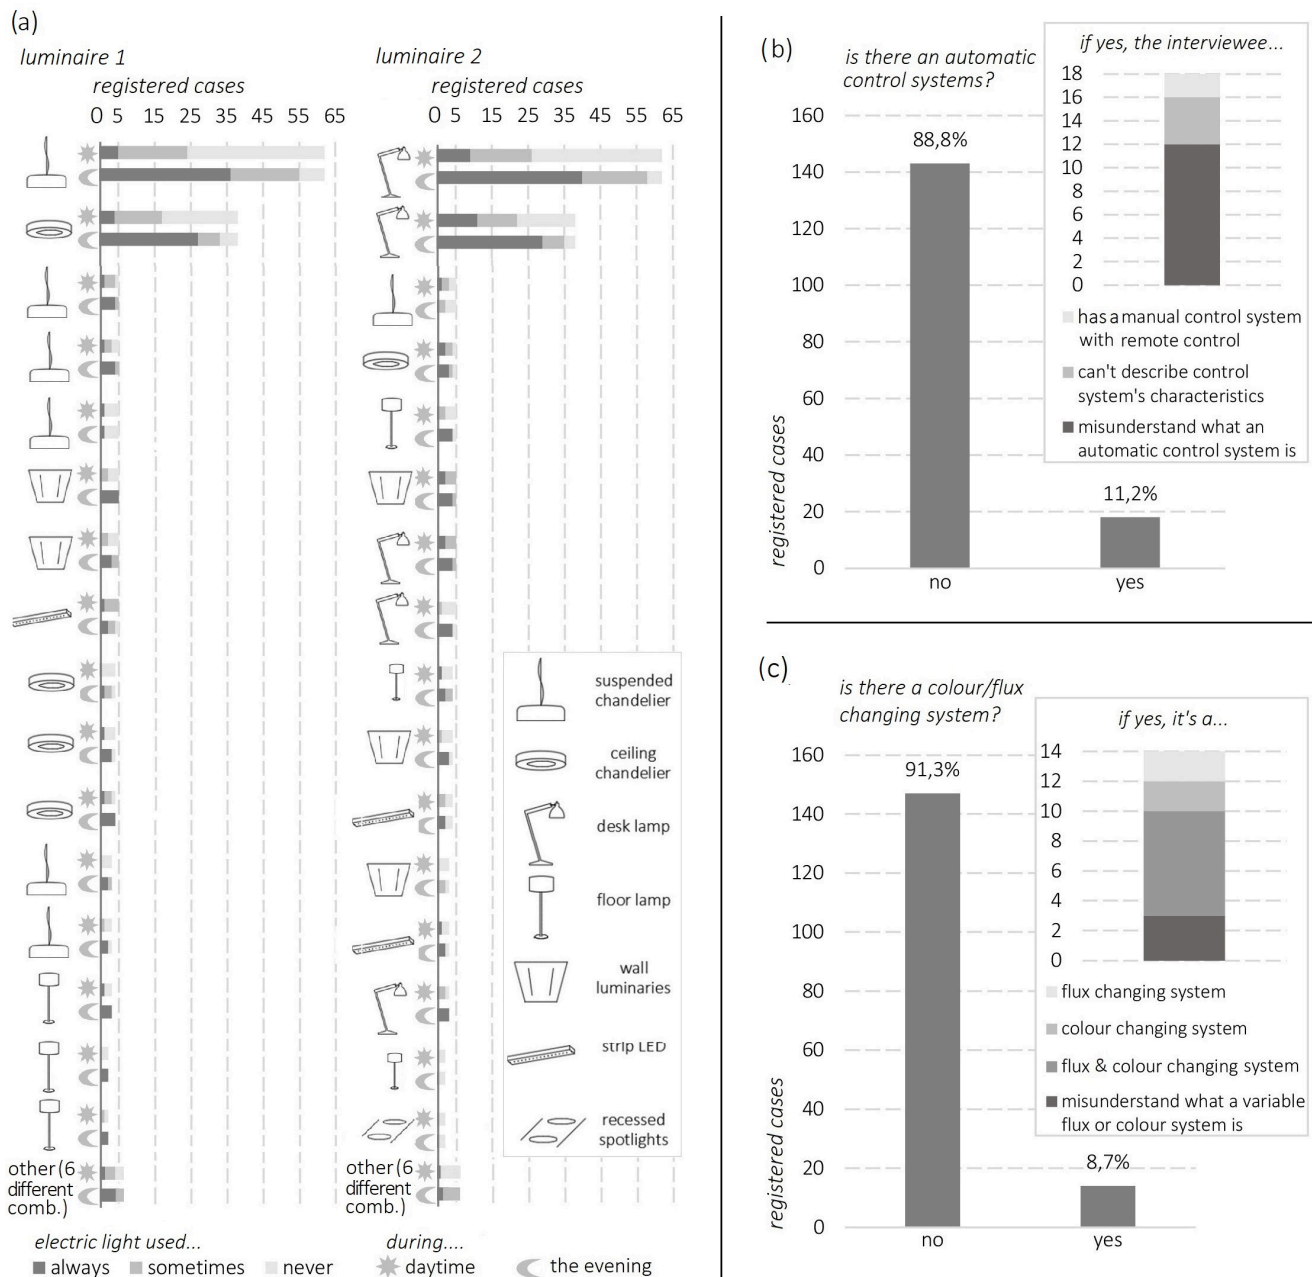 (a)
luminaire 1
registered cases
0 5 15 25 35 45 55 65
luminaire 2
registered cases
0 5 15 25 35 45 55 65
suspended
chandelier
ceiling
chandelier
desk lamp
floor lamp
wall
luminaries
strip LED
recessed
spotlights
other (6
different
comb.)
other (6
different
comb.)
electric light used...
always sometimes never
during....
daytime the evening
(b)
is there an automatic
control systems?
160
140
120
100
80
60
40
20
0
registered cases
88,8%
11,2%
no yes
if yes, the interviewee...
18
16
14
12
10
8
6
4
2
0
has a manual control system
with remote control
can't describe control
system's characteristics
misunderstand what an
automatic control system is
(c)
is there a colour/flux
changing system?
160
140
120
100
80
60
40
20
0
registered cases
91,3%
8,7%
no yes
if yes, it's a...
14
12
10
8
6
4
2
0
flux changing system
colour changing system
flux & colour changing system
misunderstand what a variable
flux or colour system is